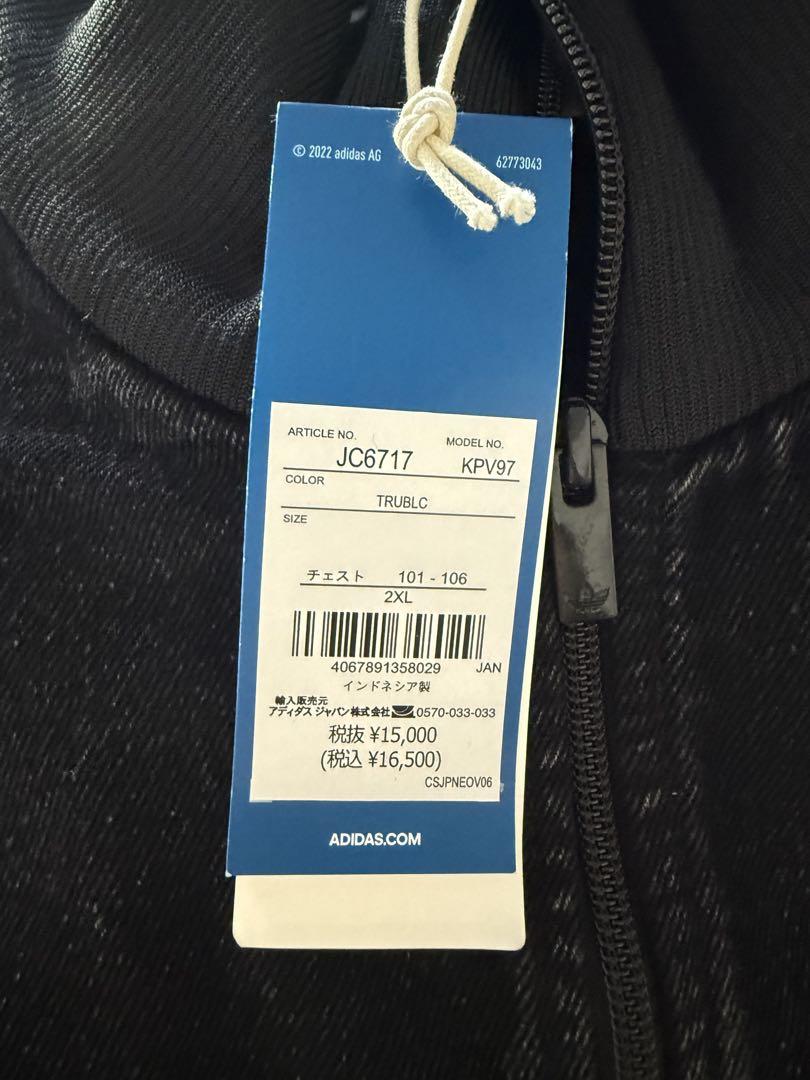 © 2022 adidas AG 62773043
ARTICLE NO. MODEL NO.
JC6717 KPV97
COLOR
TRUBLC
SIZE
チェスト 101 - 106
2XL
4067891358029 JAN
インドネシア製
輸入販売元
アディダス ジャパン株式会社 0570-033-033
税抜 ¥15,000
(税込 ¥16,500)
CSJPNEOV06
ADIDAS.COM